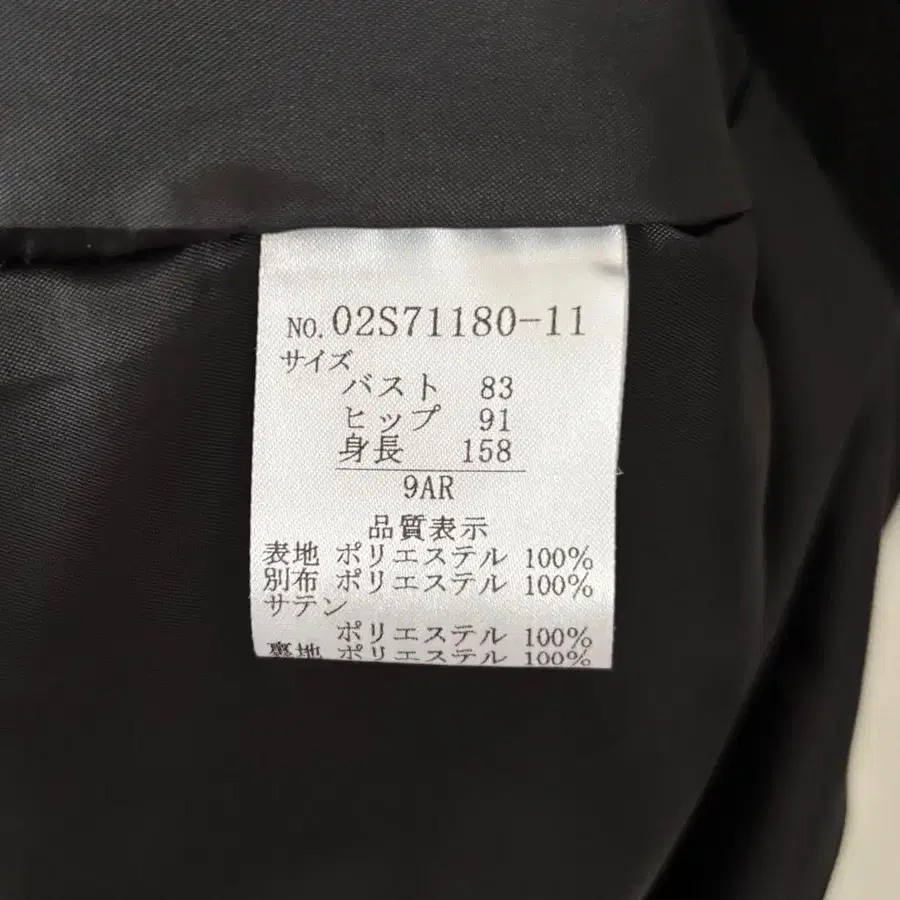 NO. 02S71180-11
サイズ
バスト 83
ヒップ 91
身長 158
9AR
品質表示
表地 ポリエステル 100%
別布 ポリエステル 100%
サテン
ポリエステル 100%
裏地 ポリエステル 100%